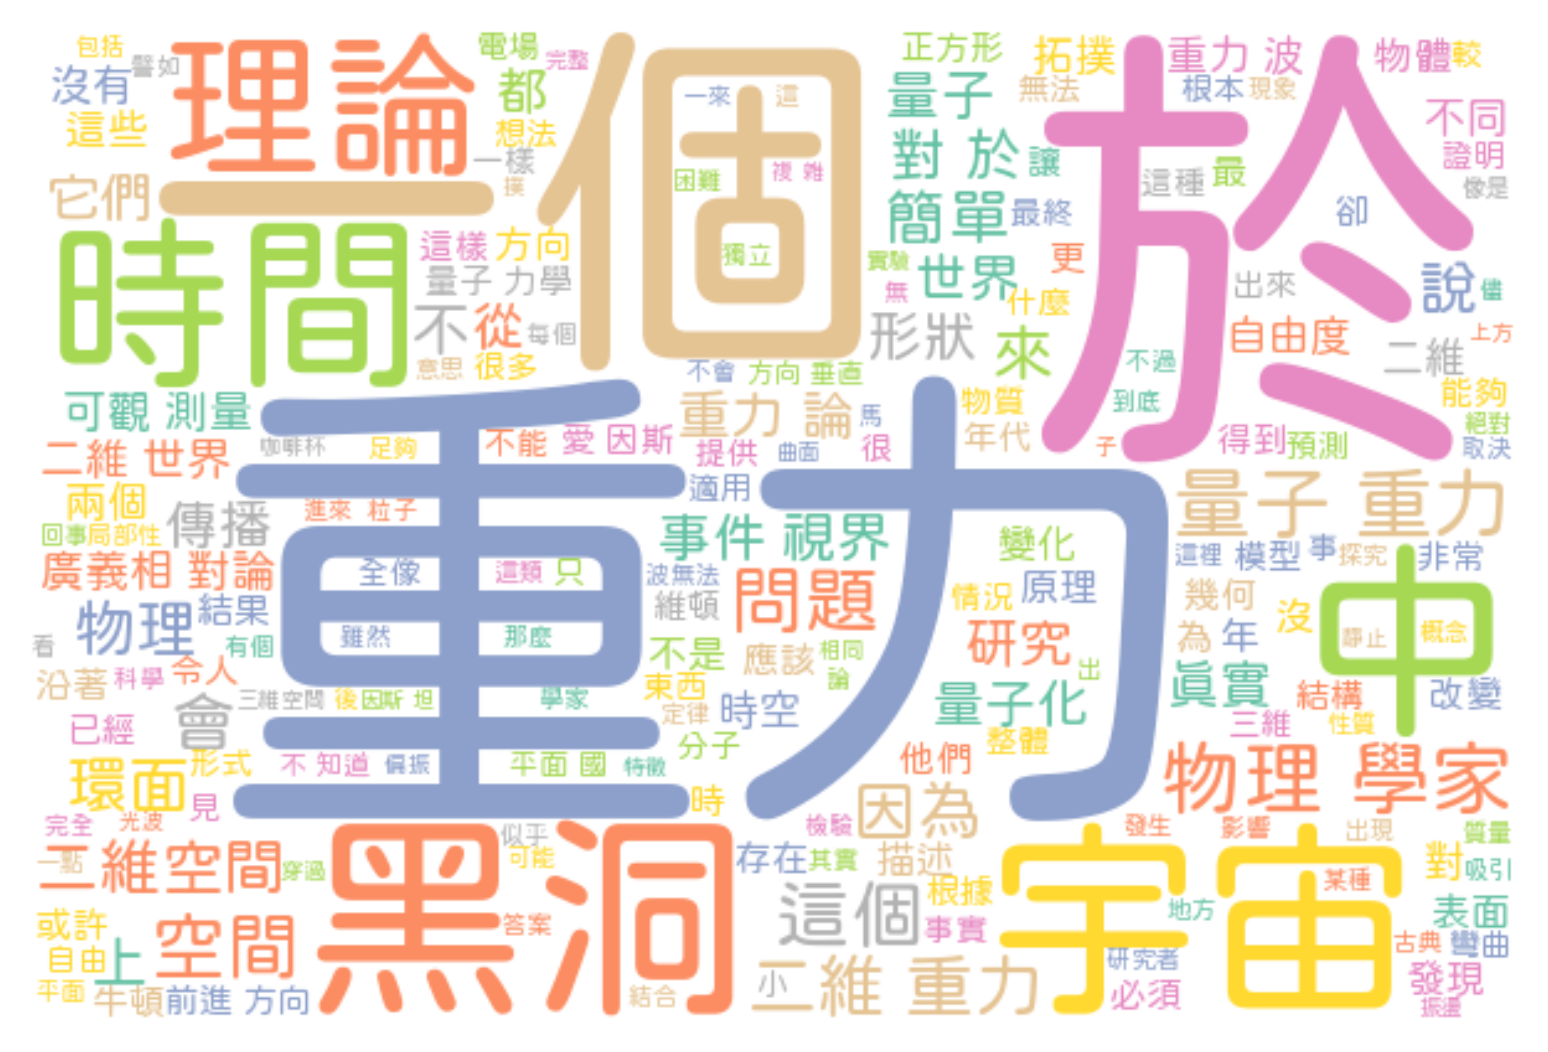 包括
譬如
沒有
這些
理論
電場
完整
都
想法
一樣
撲
個
一來
這
困難
複 雜
獨立
正方形
量子
對 於
讓
簡單
最終
實驗
世界
無
什麼
更
形狀
來
拓撲
無法
重力 波
根本
現象
物體
較
不同
證明
像是
於
這種
最
卻
出來
說
儘
自由度
上方
二維
不過
能夠
到底
絕對
取決
得到
預測
子
它們
一
時間
這樣
方向
量子 力學
不
從
每個
意思
很多
不會
方向 垂直
可觀 測量
二維 世界
咖啡杯
足夠
不能
愛 因斯
重力 論
馬
提供
曲面
很
物質
年代
兩個
回事
局部性
傳播
進來
粒子
適用
重力
量子 重力
廣義相 對論
全像
這類
只
事件 視界
波無法
變化
這裡
模型
事
探究
非常
物理
結果
雖然
那麼
維頓
問題
情況
原理
幾何
中
看
有個
不是
應該
相同
研究
為
年
沒
靜止
概念
沿著
科學
令人
三維空間
後
因斯 坦
學家
東西
論
出
定律
時空
量子化
真實
結構
改變
已經
會
三維
性質
分子
整體
環面
形式
不 知道
偏振
平面 國
特徵
他們
物理 學家
見
時
完全
光波
似乎
檢驗
因為
發生
影響
出現
質量
一點
二維空間
穿過
黑洞
可能
存在
其實
描述
宇宙
某種
對
吸引
或許
答案
這個
根據
事實
地方
表面
自由
上
空間
古典
彎曲
平面
牛頓
前進 方向
結合
小
二維 重力
研究者
必須
發現
振盪